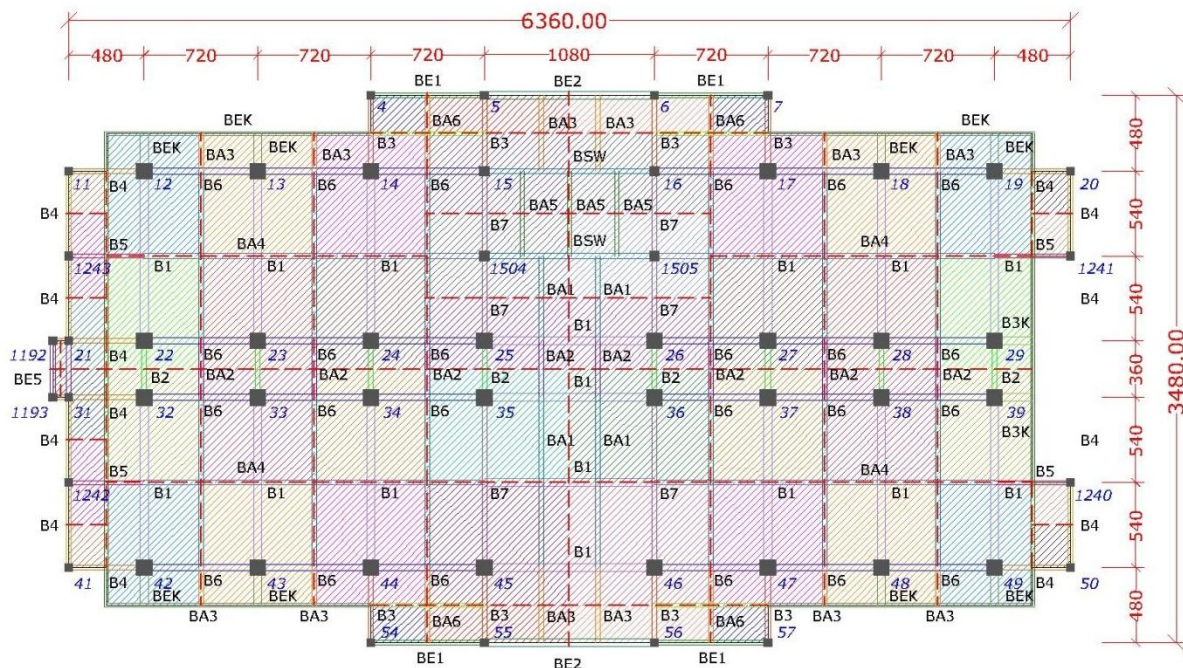 6360.00
480 720 720 720 1080 720 720 720 480
BE1 BE2 BE1
4 5 6 7
BEK BA6 BA3 BA3 BA6 BEK
BEK BA3 BEK BA3 B3 B3 BSW B3 B3 BA3 BEK BA3 BEK
480
11 B4 12 B6 13 B6 14 B6 15 16 B6 17 B6 18 B6 19 B4 20
B4 BA5 BA5 BA5 B4
B7 B7
540
B5 BA4 BSW BA4 B5
1243 B1 B1 B1 1504 1505 B1 B1 B1 1241
B4 BA1 BA1 B4
B7 B1 B7 B3K
540
1192 21 B4 22 B6 23 B6 24 B6 25 BA2 BA2 26 B6 27 B6 28 B6 29
BE5 B2 BA2 BA2 B2 B1 B2 BA2 BA2 B2
360
3480.00
1193 31 B4 32 B6 33 B6 34 B6 35 36 B6 37 B6 38 B6 39
B3K
B4 BA1 BA1 B4
540
B5 BA4 B1 BA4 B5
1242 B1 B1 B1 B7 B7 B1 B1 B1 1240
B4 B4
B1
540
41 B4 42 B6 43 B6 44 B6 45 46 B6 47 B6 48 B6 49 B4 50
BEK BEK BEK BEK
BA3 BA3 B3 BA6 B3 BA3 BA3 B3 BA6 B3 BA3 BA3
480
54 55 56 57
BE1 BE2 BE1